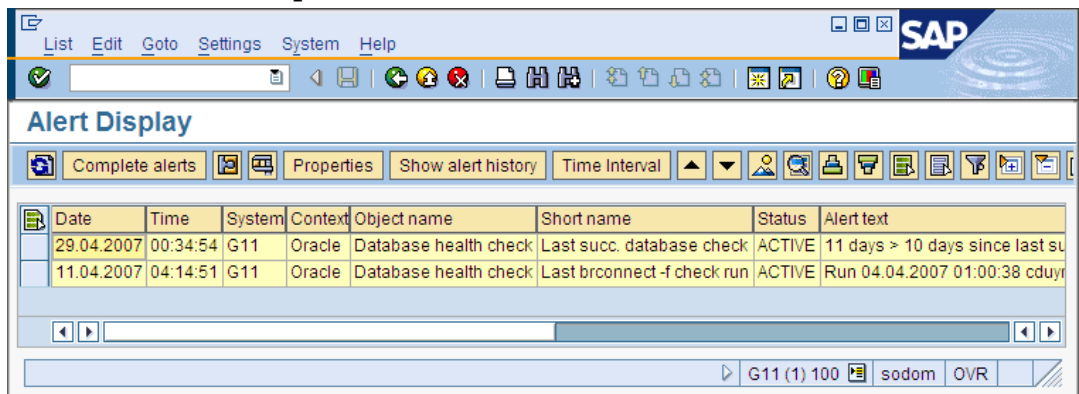 List Edit Goto Settings System Help
SAP
Alert Display
Complete alerts Properties Show alert history Time Interval
Date Time System Context Object name Short name Status Alert text
29.04.2007 00:34:54 G11 Oracle Database health check Last succ. database check ACTIVE 11 days > 10 days since last su
11.04.2007 04:14:51 G11 Oracle Database health check Last brconnect -f check run ACTIVE Run 04.04.2007 01:00:38 cduyr
G11 (1) 100 sodom OVR